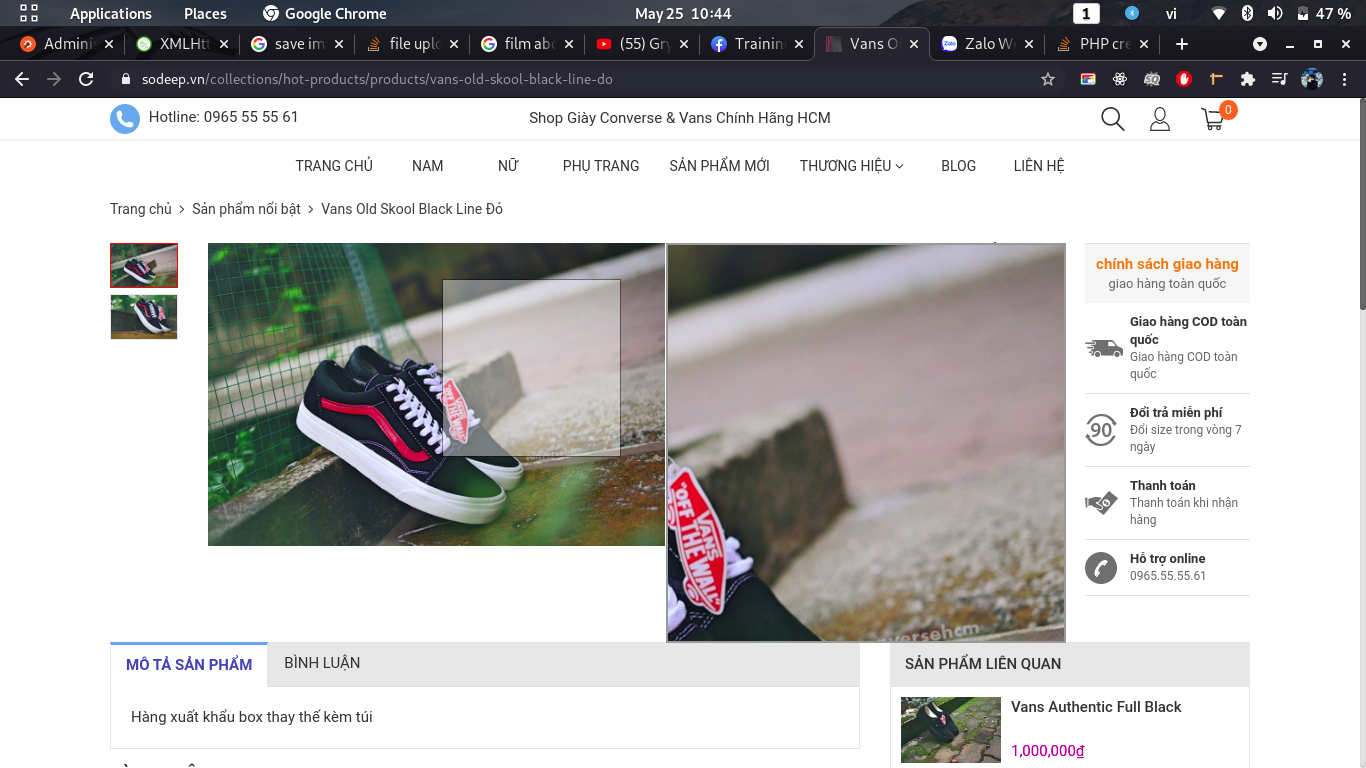 Applications Places Google Chrome May 25 10:44 1 vi 47 %
Adminis XMLHtt save im film abo (55) Gry Training Vans O Zalo W PHP cre
sodeep.vn/collections/hot-products/products/vans-old-skool-black-line-do
Hotline: 0965 55 55 61 Shop Giày Converse & Vans Chính Hãng HCM 0
TRANG CHỦ NAM NỮ PHỤ TRANG SẢN PHẨM MỚI THƯƠNG HIỆU BLOG LIÊN HỆ
Trang chủ > Sản phẩm nổi bật > Vans Old Skool Black Line Đỏ
"OFF THE WALL"
VANS
chính sách giao hàng
giao hàng toàn quốc
Giao hàng COD toàn
quốc
Giao hàng COD toàn
quốc
90
Đổi trả miễn phí
Đổi size trong vòng 7
ngày
Thanh toán
Thanh toán khi nhận
hàng
Hỗ trợ online
0965.55.55.61
MÔ TẢ SẢN PHẨM BÌNH LUẬN
Hàng xuất khẩu box thay thế kèm túi
SẢN PHẨM LIÊN QUAN
Vans Authentic Full Black
1,000,000₫